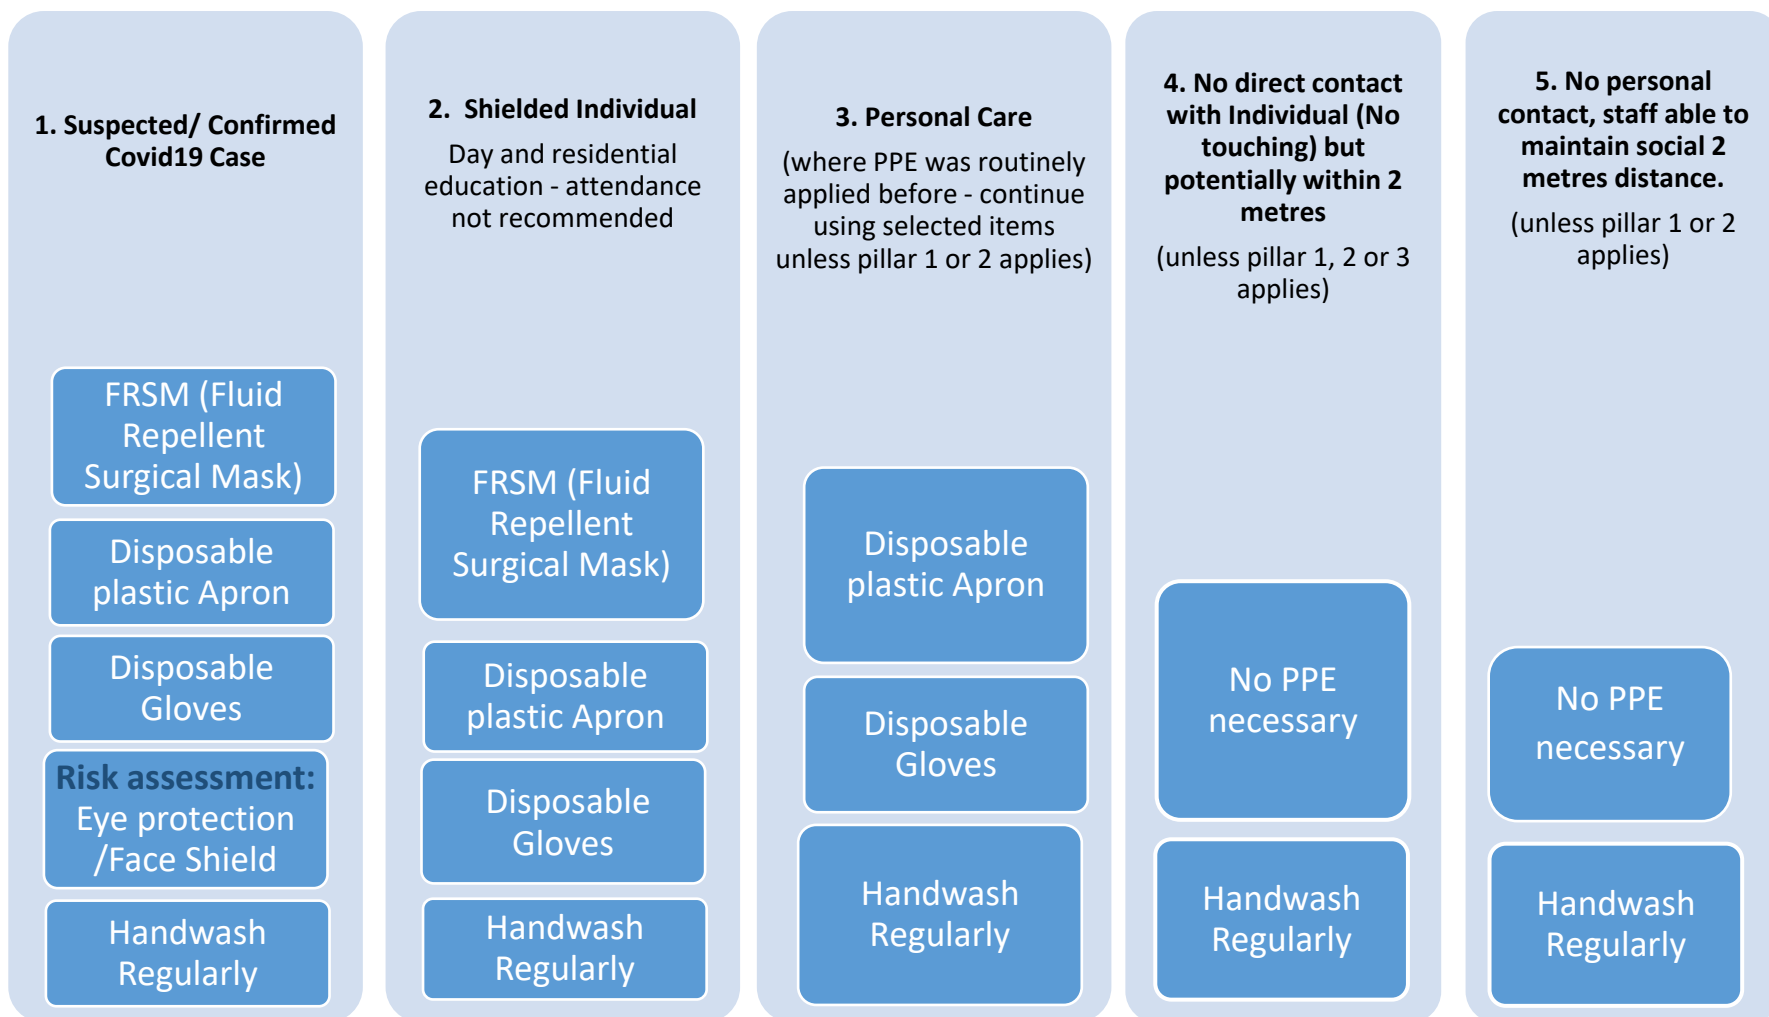 1. Suspected/ Confirmed
Covid19 Case
FRSM (Fluid
Repellent
Surgical Mask)
Disposable
plastic Apron
Disposable
Gloves
Risk assessment:
Eye protection
/Face Shield
Handwash
Regularly
2. Shielded Individual
Day and residential
education - attendance
not recommended
FRSM (Fluid
Repellent
Surgical Mask)
Disposable
plastic Apron
Disposable
Gloves
Handwash
Regularly
3. Personal Care
(where PPE was routinely
applied before - continue
using selected items
unless pillar 1 or 2 applies)
Disposable
plastic Apron
Disposable
Gloves
Handwash
Regularly
4. No direct contact
with Individual (No
touching) but
potentially within 2
metres
(unless pillar 1, 2 or 3
applies)
No PPE
necessary
Handwash
Regularly
5. No personal
contact, staff able to
maintain social 2
metres distance.
(unless pillar 1 or 2
applies)
No PPE
necessary
Handwash
Regularly